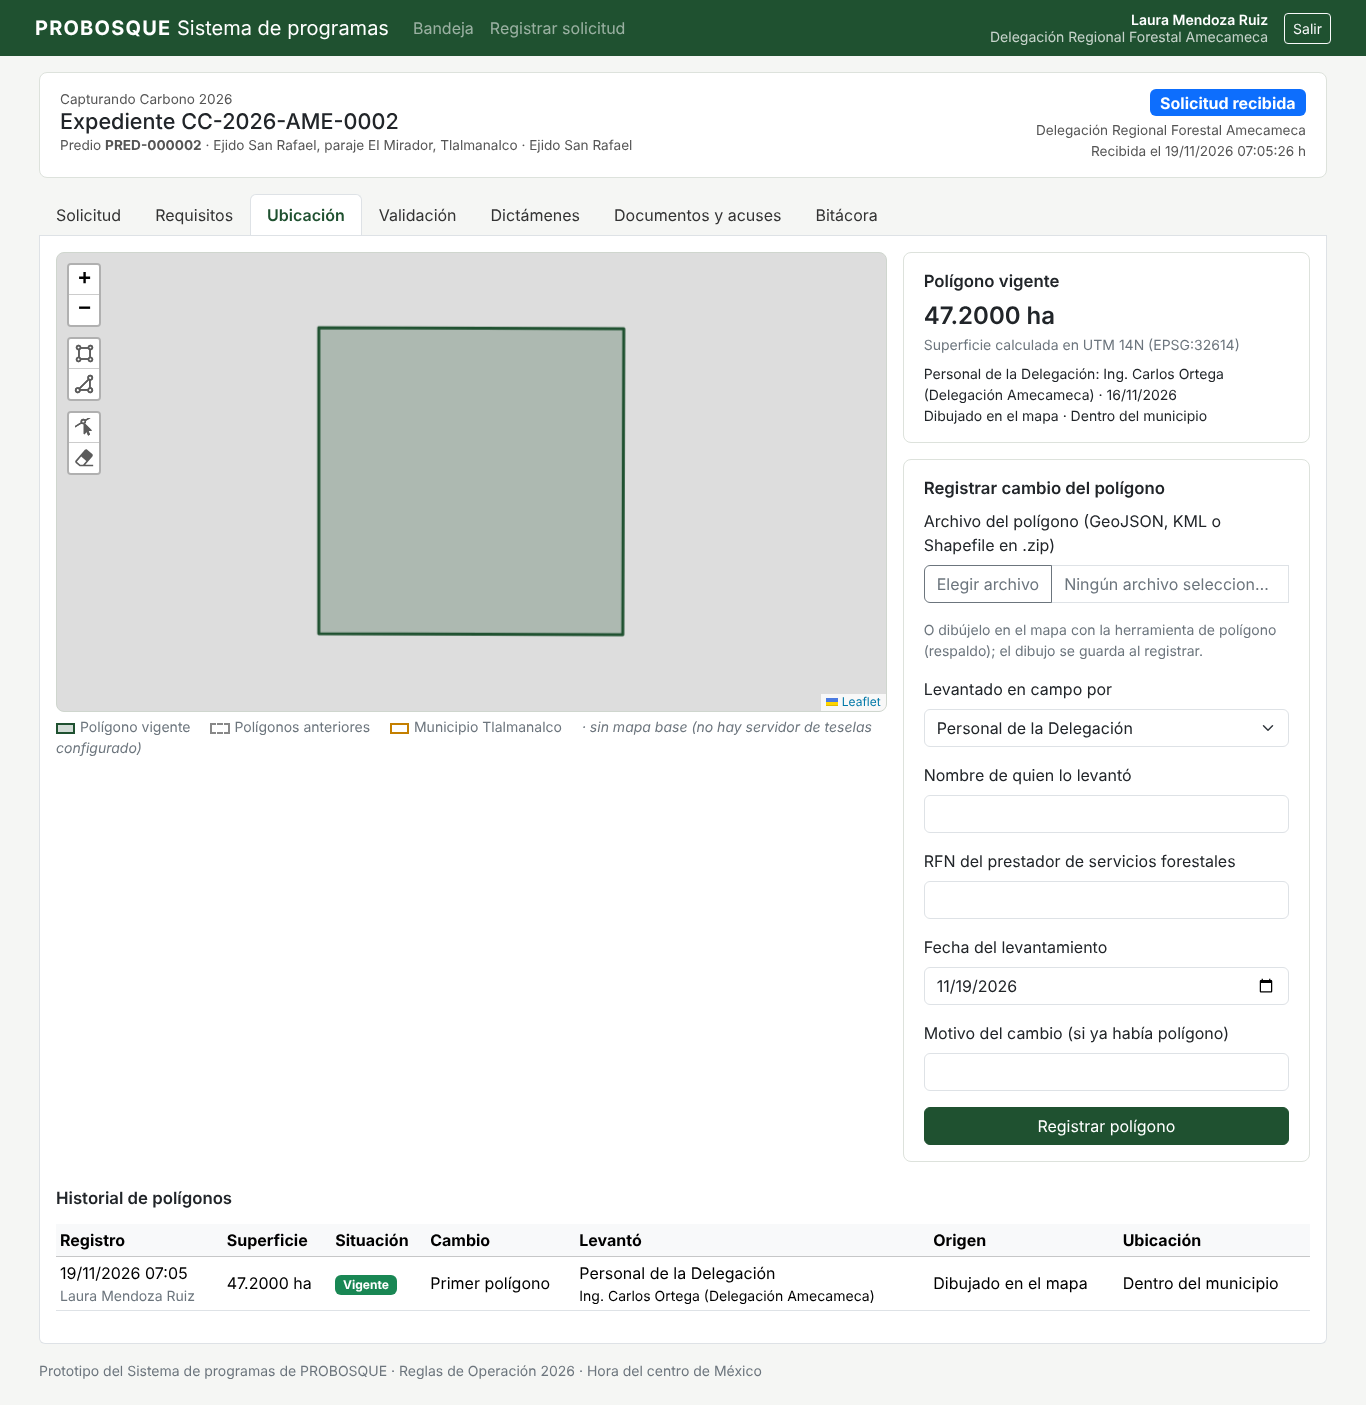 PROBOSQUE Sistema de programas
Bandeja
Registrar solicitud
Laura Mendoza Ruiz
Delegación Regional Forestal Amecameca
Salir
Capturando Carbono 2026
Expediente CC-2026-AME-0002
Predio PRED-000002 · Ejido San Rafael, paraje El Mirador, Tlalmanalco · Ejido San Rafael
Solicitud recibida
Delegación Regional Forestal Amecameca
Recibida el 19/11/2026 07:05:26 h
Solicitud
Requisitos
Ubicación
Validación
Dictámenes
Documentos y acuses
Bitácora
+
−
Leaflet
Polígono vigente
Polígonos anteriores
Municipio Tlalmanalco
· sin mapa base (no hay servidor de teselas
configurado)
Polígono vigente
47.2000 ha
Superficie calculada en UTM 14N (EPSG:32614)
Personal de la Delegación: Ing. Carlos Ortega
(Delegación Amecameca) · 16/11/2026
Dibujado en el mapa · Dentro del municipio
Registrar cambio del polígono
Archivo del polígono (GeoJSON, KML o
Shapefile en .zip)
Elegir archivo
Ningún archivo seleccion...
O dibújelo en el mapa con la herramienta de polígono
(respaldo); el dibujo se guarda al registrar.
Levantado en campo por
Personal de la Delegación
Nombre de quien lo levantó
RFN del prestador de servicios forestales
Fecha del levantamiento
11/19/2026
Motivo del cambio (si ya había polígono)
Registrar polígono
Historial de polígonos
Registro Superficie Situación Cambio Levantó Origen Ubicación
19/11/2026 07:05
Laura Mendoza Ruiz
47.2000 ha
Vigente
Primer polígono
Personal de la Delegación
Ing. Carlos Ortega (Delegación Amecameca)
Dibujado en el mapa
Dentro del municipio
Prototipo del Sistema de programas de PROBOSQUE · Reglas de Operación 2026 · Hora del centro de México